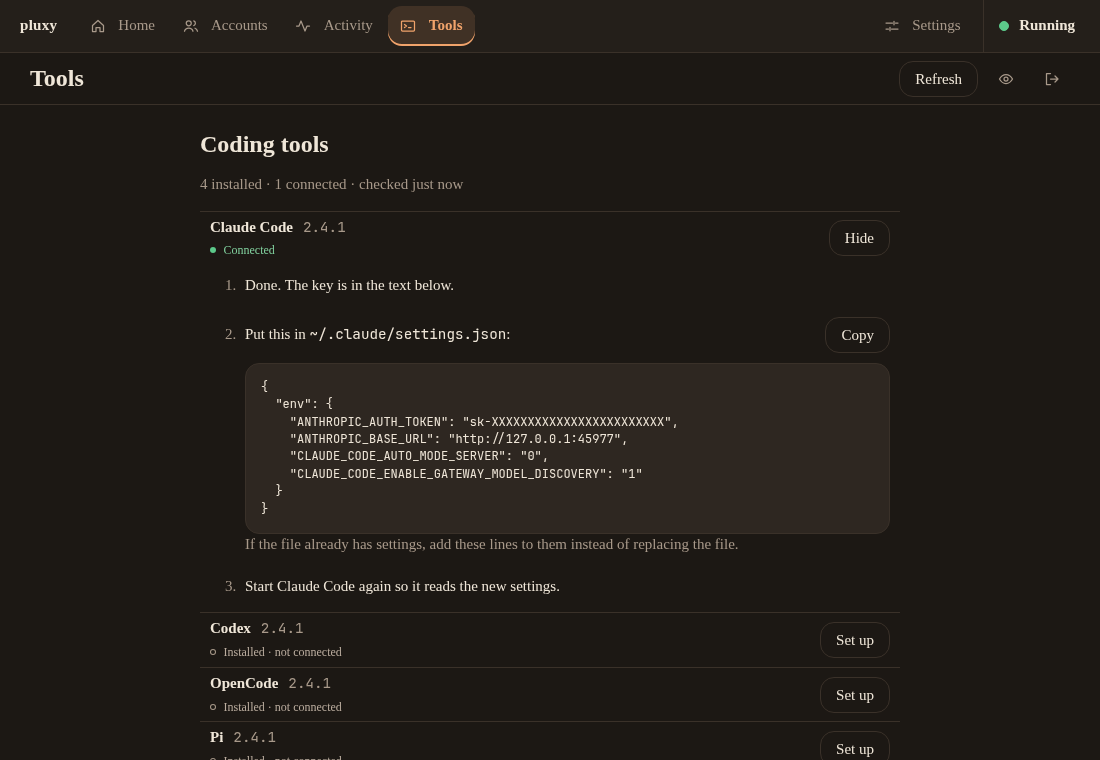 pluxy Home Accounts Activity Tools Settings Running
Tools Refresh
Coding tools
4 installed · 1 connected · checked just now
Claude Code 2.4.1
Hide
Connected
1. Done. The key is in the text below.
2. Put this in ~/.claude/settings.json: Copy
{
  "env": {
    "ANTHROPIC_AUTH_TOKEN": "sk-XXXXXXXXXXXXXXXXXXXXXXXX",
    "ANTHROPIC_BASE_URL": "http://127.0.0.1:45977",
    "CLAUDE_CODE_AUTO_MODE_SERVER": "0",
    "CLAUDE_CODE_ENABLE_GATEWAY_MODEL_DISCOVERY": "1"
  }
}
If the file already has settings, add these lines to them instead of replacing the file.
3. Start Claude Code again so it reads the new settings.
Codex 2.4.1
Set up
Installed · not connected
OpenCode 2.4.1
Set up
Installed · not connected
Pi 2.4.1
Set up
Installed · not connected